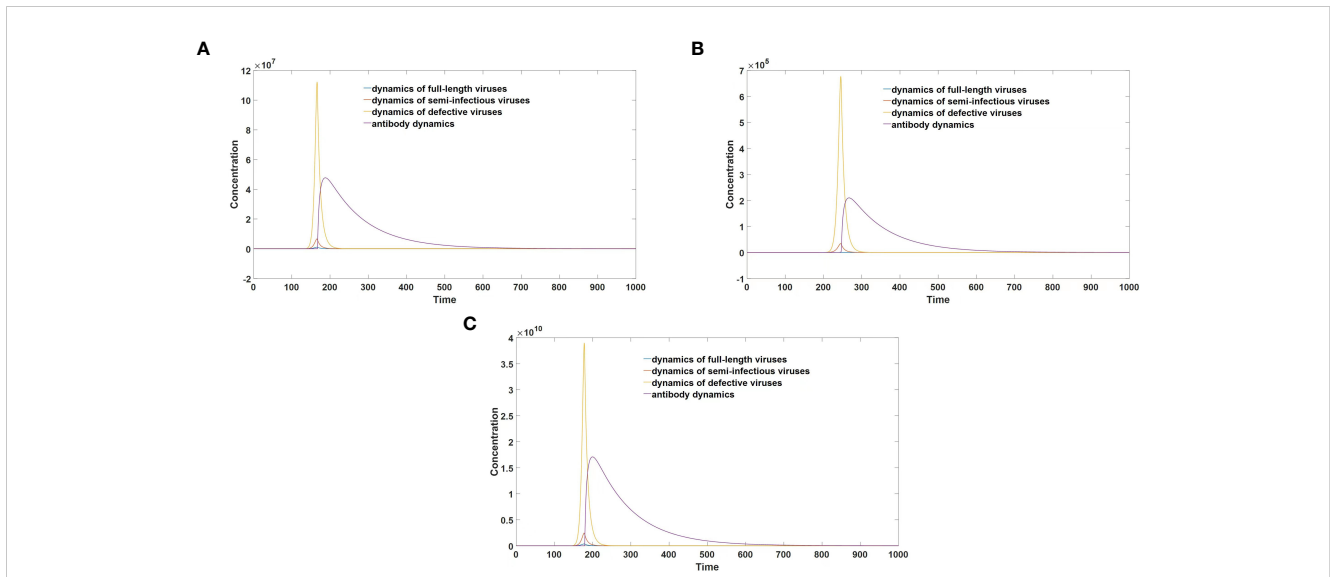 A
×10^7
12
10
8
6
4
2
0
-2
Concentration
dynamics of full-length viruses
dynamics of semi-infectious viruses
dynamics of defective viruses
antibody dynamics
0 100 200 300 400 500 600 700 800 900 1000
Time
B
×10^5
7
6
5
4
3
2
1
0
-1
Concentration
dynamics of full-length viruses
dynamics of semi-infectious viruses
dynamics of defective viruses
antibody dynamics
0 100 200 300 400 500 600 700 800 900 1000
Time
C
×10^10
4
3.5
3
2.5
2
1.5
1
0.5
0
Concentration
dynamics of full-length viruses
dynamics of semi-infectious viruses
dynamics of defective viruses
antibody dynamics
0 100 200 300 400 500 600 700 800 900 1000
Time